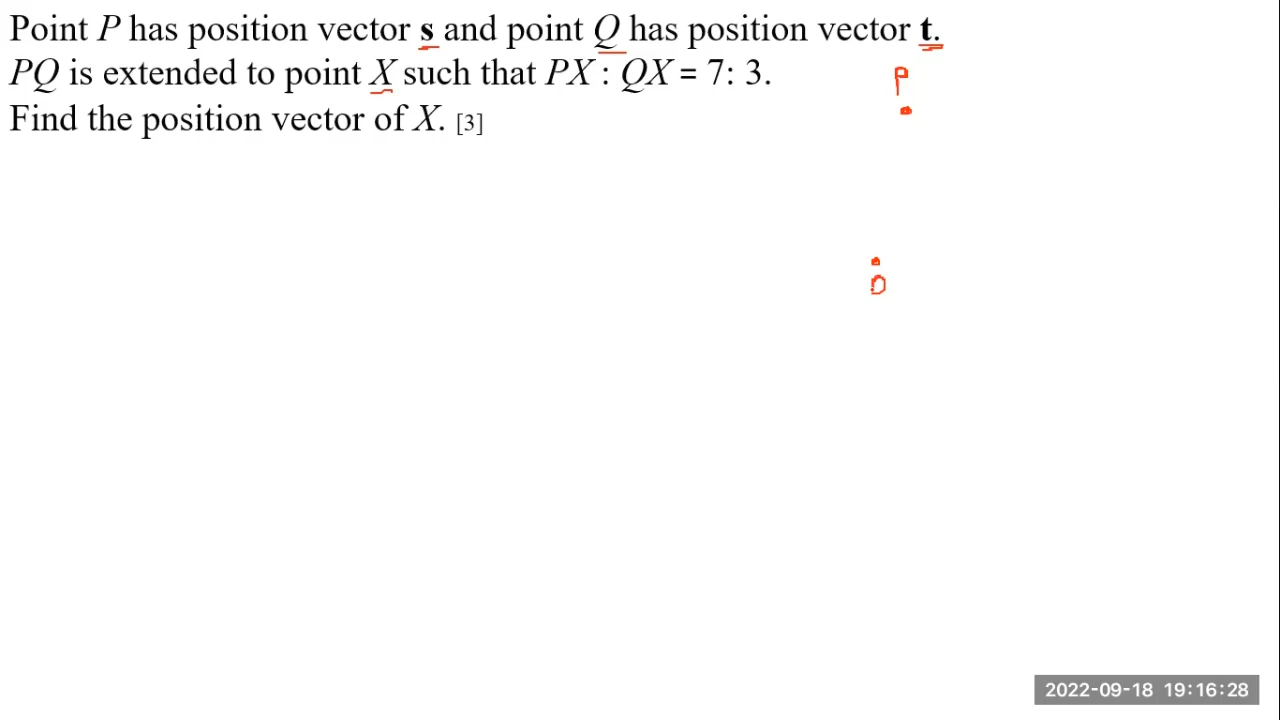 Point P has position vector s and point Q has position vector t.
PQ is extended to point X such that PX : QX = 7: 3.
P
Find the position vector of X. [3]
O
2022-09-18 19:16:28